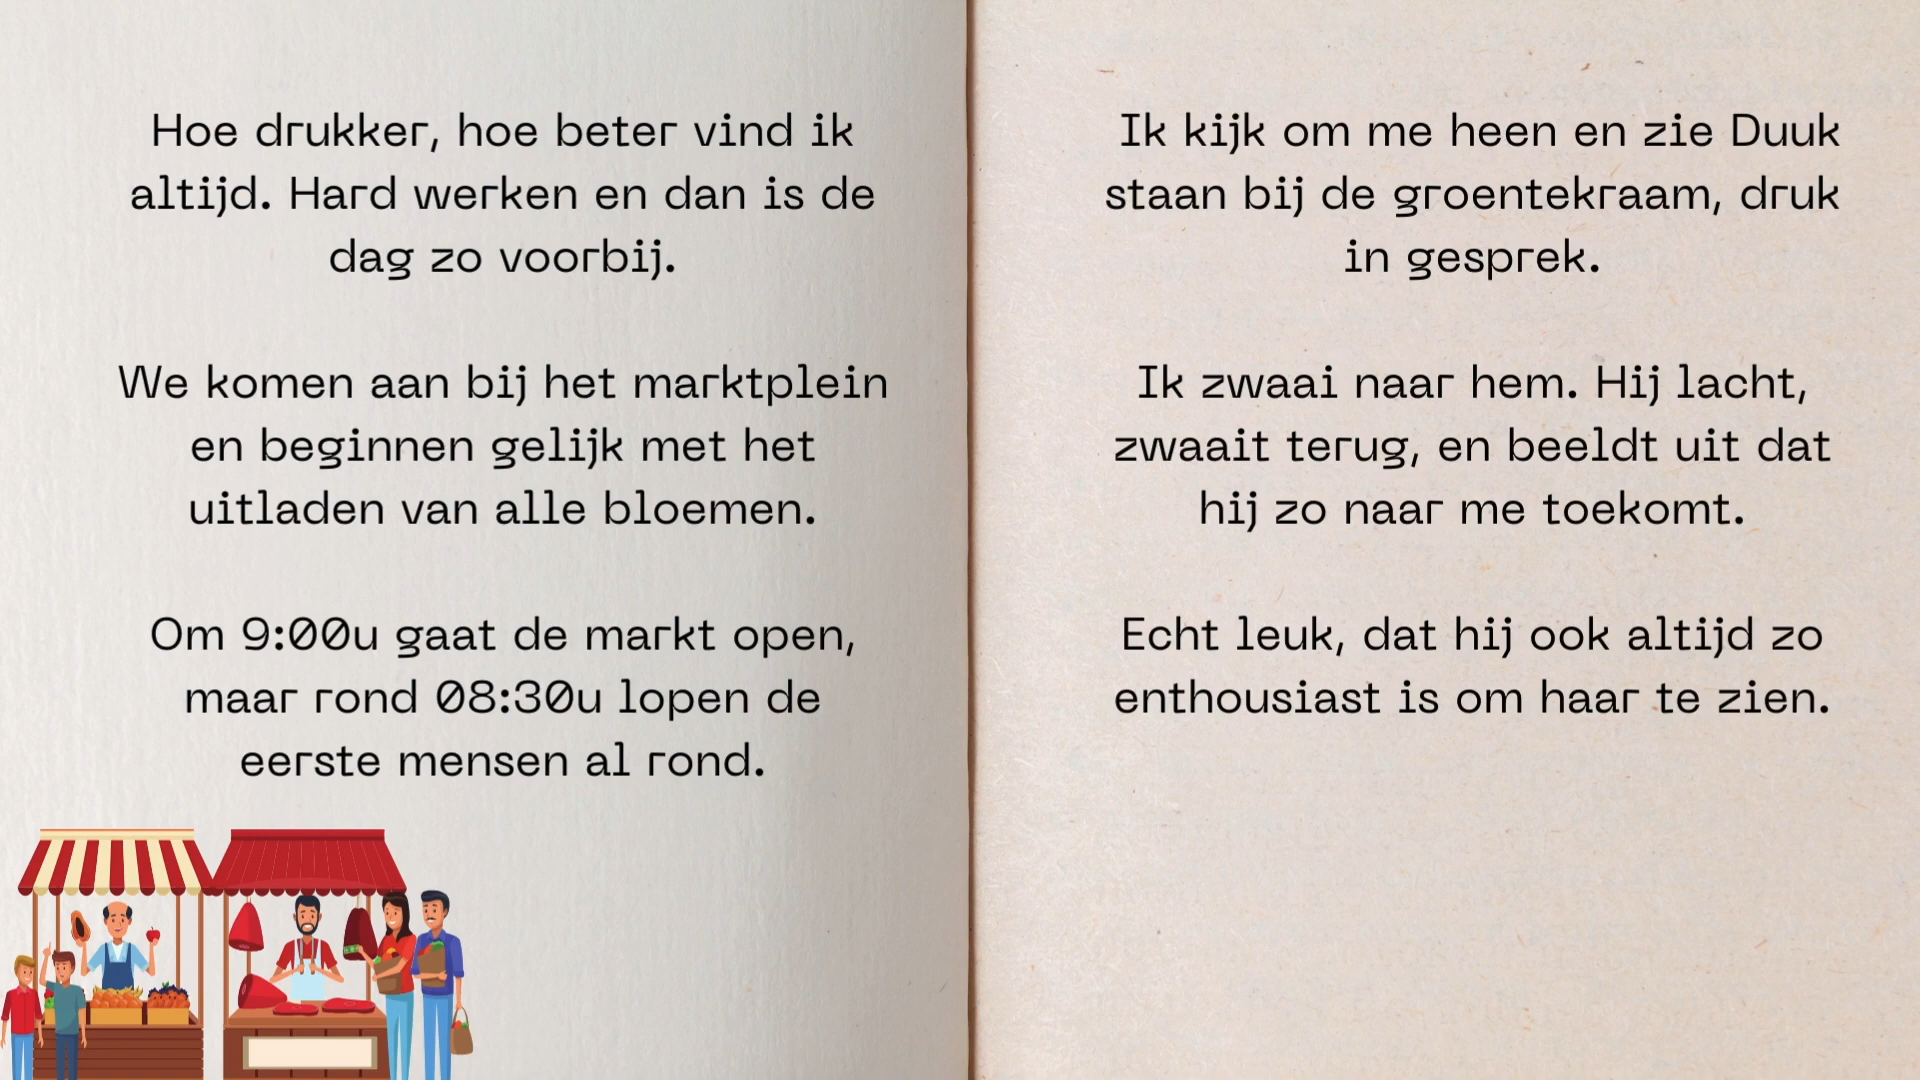 Hoe drukker, hoe beter vind ik
altijd. Hard werken en dan is de
dag zo voorbij.
We komen aan bij het marktplein
en beginnen gelijk met het
uitladen van alle bloemen.
Om 9:00u gaat de markt open,
maar rond 08:30u lopen de
eerste mensen al rond.
Ik kijk om me heen en zie Duuk
staan bij de groentekraam, druk
in gesprek.
Ik zwaai naar hem. Hij lacht,
zwaait terug, en beeldt uit dat
hij zo naar me toekomt.
Echt leuk, dat hij ook altijd zo
enthousiast is om haar te zien.